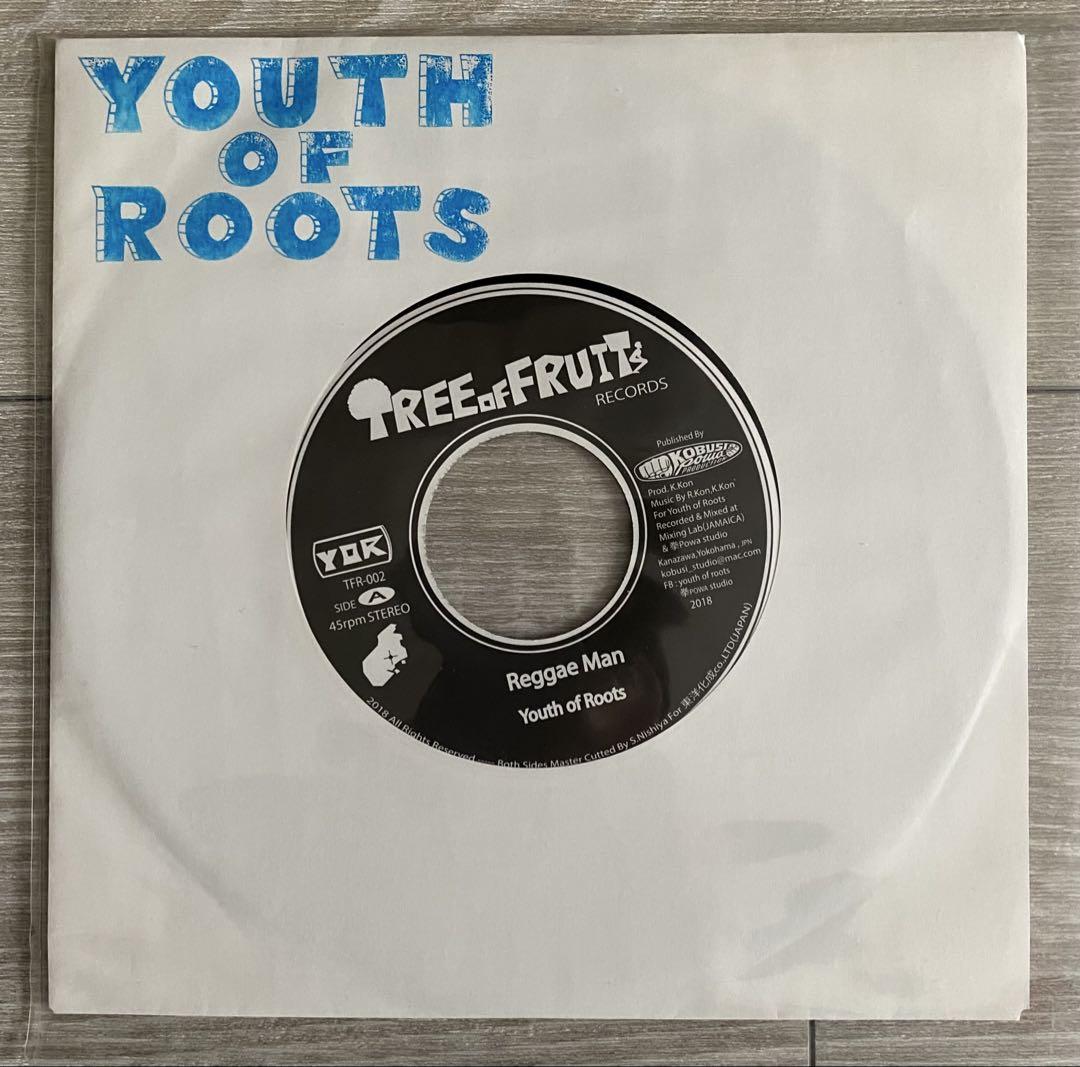 YOUTH
OF
ROOTS
TREE OF FRUITS
RECORDS
Published By
KOBUSI
Powa
PRODUCTION
Prod. K.Kon
Music By R.Kon,K.Kon
For Youth of Roots
Recorded & Mixed at
Mixing Lab(JAMAICA)
& 拳Powa studio
Kanazawa,Yokohama , JPN
kobusi_studio@mac.com
FB : youth of roots
拳POWA studio
2018
YOR
TFR-002
SIDE A
45rpm STEREO
Reggae Man
Youth of Roots
2018 All Rights Reserved
Both Sides Master Cutted By S.Nishiya For 東洋化成co.,LTD(JAPAN)